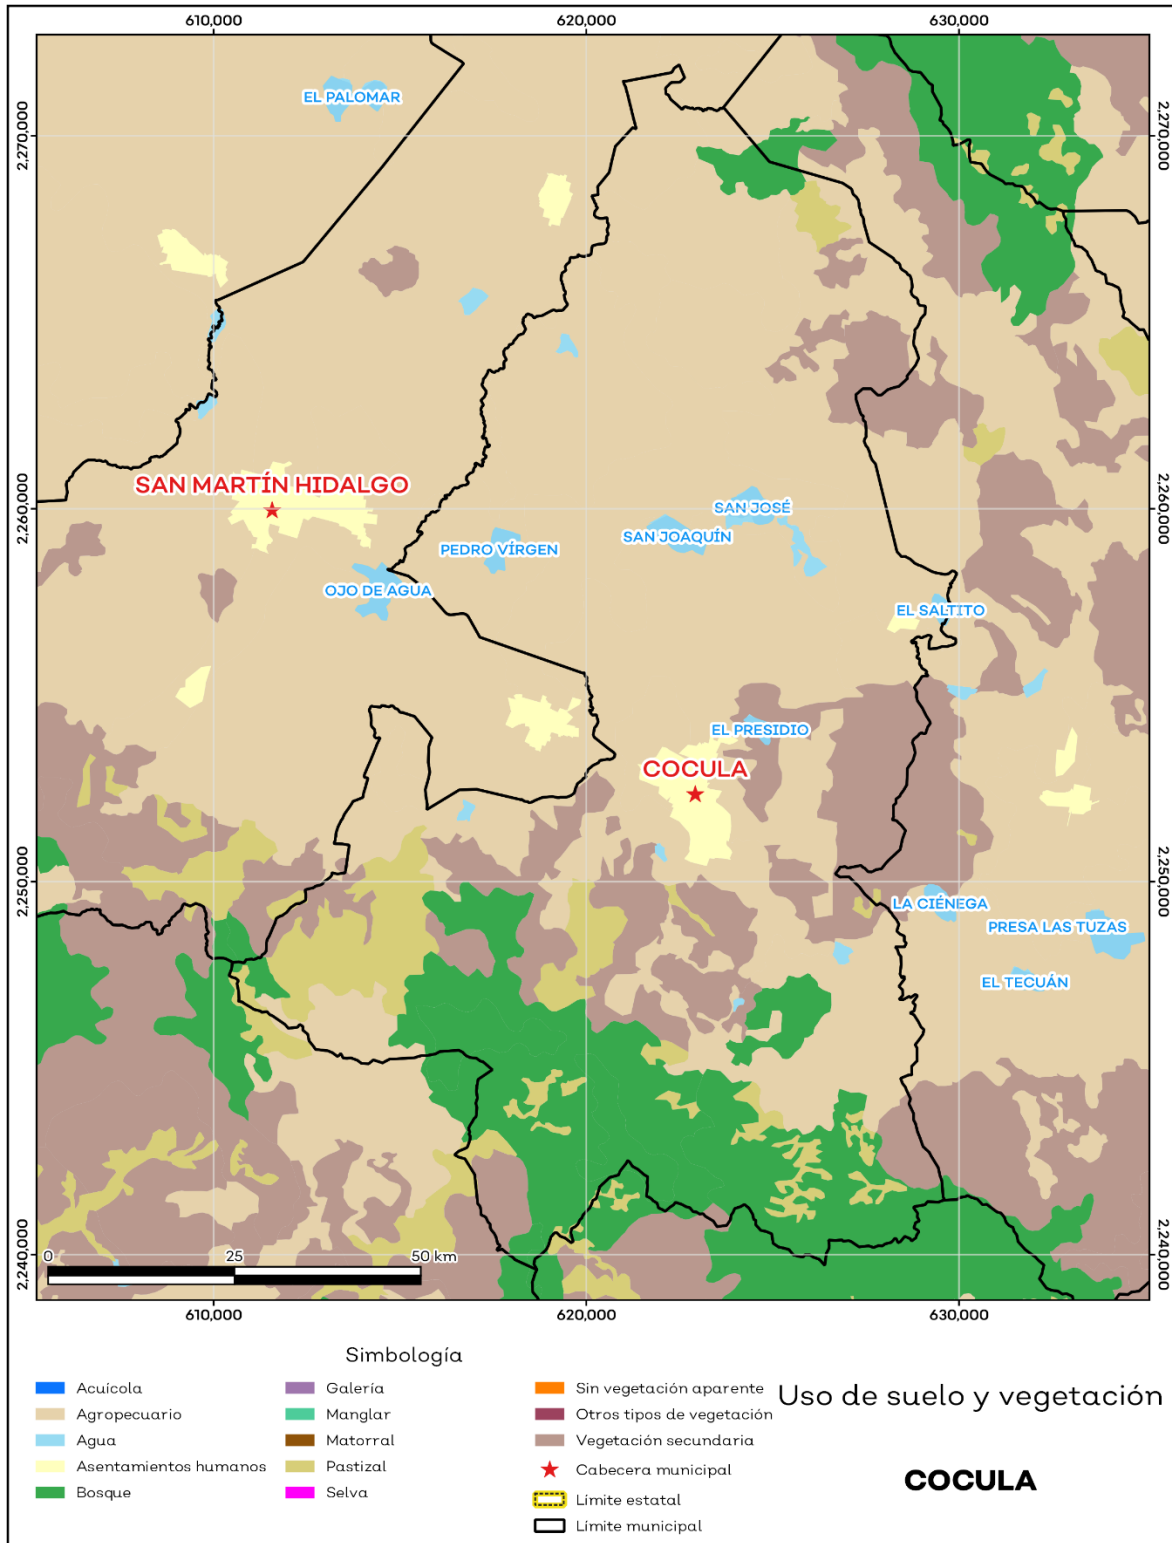 610,000
620,000
630,000
2,270,000
2,270,000
EL PALOMAR
SAN MARTÍN HIDALGO
2,260,000
2,260,000
SAN JOSÉ
SAN JOAQUÍN
PEDRO VÍRGEN
OJO DE AGUA
EL SALTITO
EL PRESIDIO
COCULA
2,250,000
2,250,000
LA CIÉNEGA
PRESA LAS TUZAS
EL TECUÁN
2,240,000
2,240,000
0 25 50 km
610,000
620,000
630,000
Simbología
Acuícola
Agropecuario
Agua
Asentamientos humanos
Bosque
Galería
Manglar
Matorral
Pastizal
Selva
Sin vegetación aparente
Otros tipos de vegetación
Vegetación secundaria
Cabecera municipal
Límite estatal
Límite municipal
Uso de suelo y vegetación
COCULA